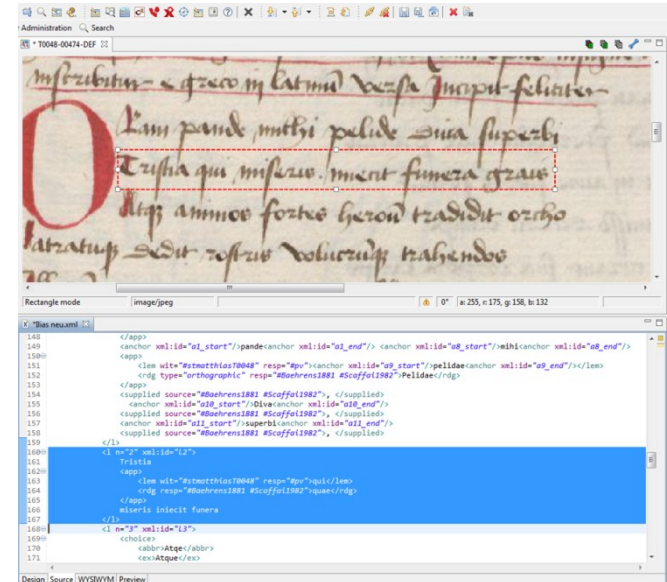 Administration Search
* T0048-00474-DEF
inscribitur e greco in latinu versa Incipit feliciter
Iram pande michi pelide Diua superbi
Tristia qui miseris iniecit funera grais
Atqz animos fortes herou tradidit orcho
latratuqz dedit rostris volucruqz trahendos
Rectangle mode image/jpeg 0° a: 255, r: 175, g: 158, b: 132
*Ilias neu.xml
148 </app>
149 <anchor xml:id="a1_start"/>pande<anchor xml:id="a1_end"/> <anchor xml:id="a8_start"/>mihi<anchor xml:id="a8_end"/>
150 <app>
151 <lem wit="#stmatthiasT0048" resp="#pv"><anchor xml:id="a9_start"/>pelidae<anchor xml:id="a9_end"/></lem>
152 <rdg type="orthographic" resp="#Baehrens1881 #Scaffai1982">Pelidae</rdg>
153 </app>
154 <supplied source="#Baehrens1881 #Scaffai1982">, </supplied>
155 <anchor xml:id="a10_start"/>Diva<anchor xml:id="a10_end"/>
156 <supplied source="#Baehrens1881 #Scaffai1982">, </supplied>
157 <anchor xml:id="a11_start"/>superbi<anchor xml:id="a11_end"/>
158 <supplied source="#Baehrens1881 #Scaffai1982">, </supplied>
159 </l>
160 <l n="2" xml:id="l2">
161 Tristia
162 <app>
163 <lem wit="#stmatthiasT0048" resp="#pv">qui</lem>
164 <rdg resp="#Baehrens1881 #Scaffai1982">quae</rdg>
165 </app>
166 miseris iniecit funera
167 </l>
168 <l n="3" xml:id="l3">
169 <choice>
170 <abbr>Atqe</abbr>
171 <ex>Atque</ex>
Design Source WYSIWYM Preview